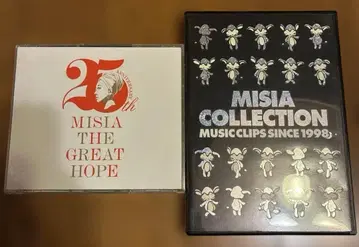 25th
MISIA
THE
GREAT
HOPE
MISIA
COLLECTION
MUSIC CLIPS SINCE 1998